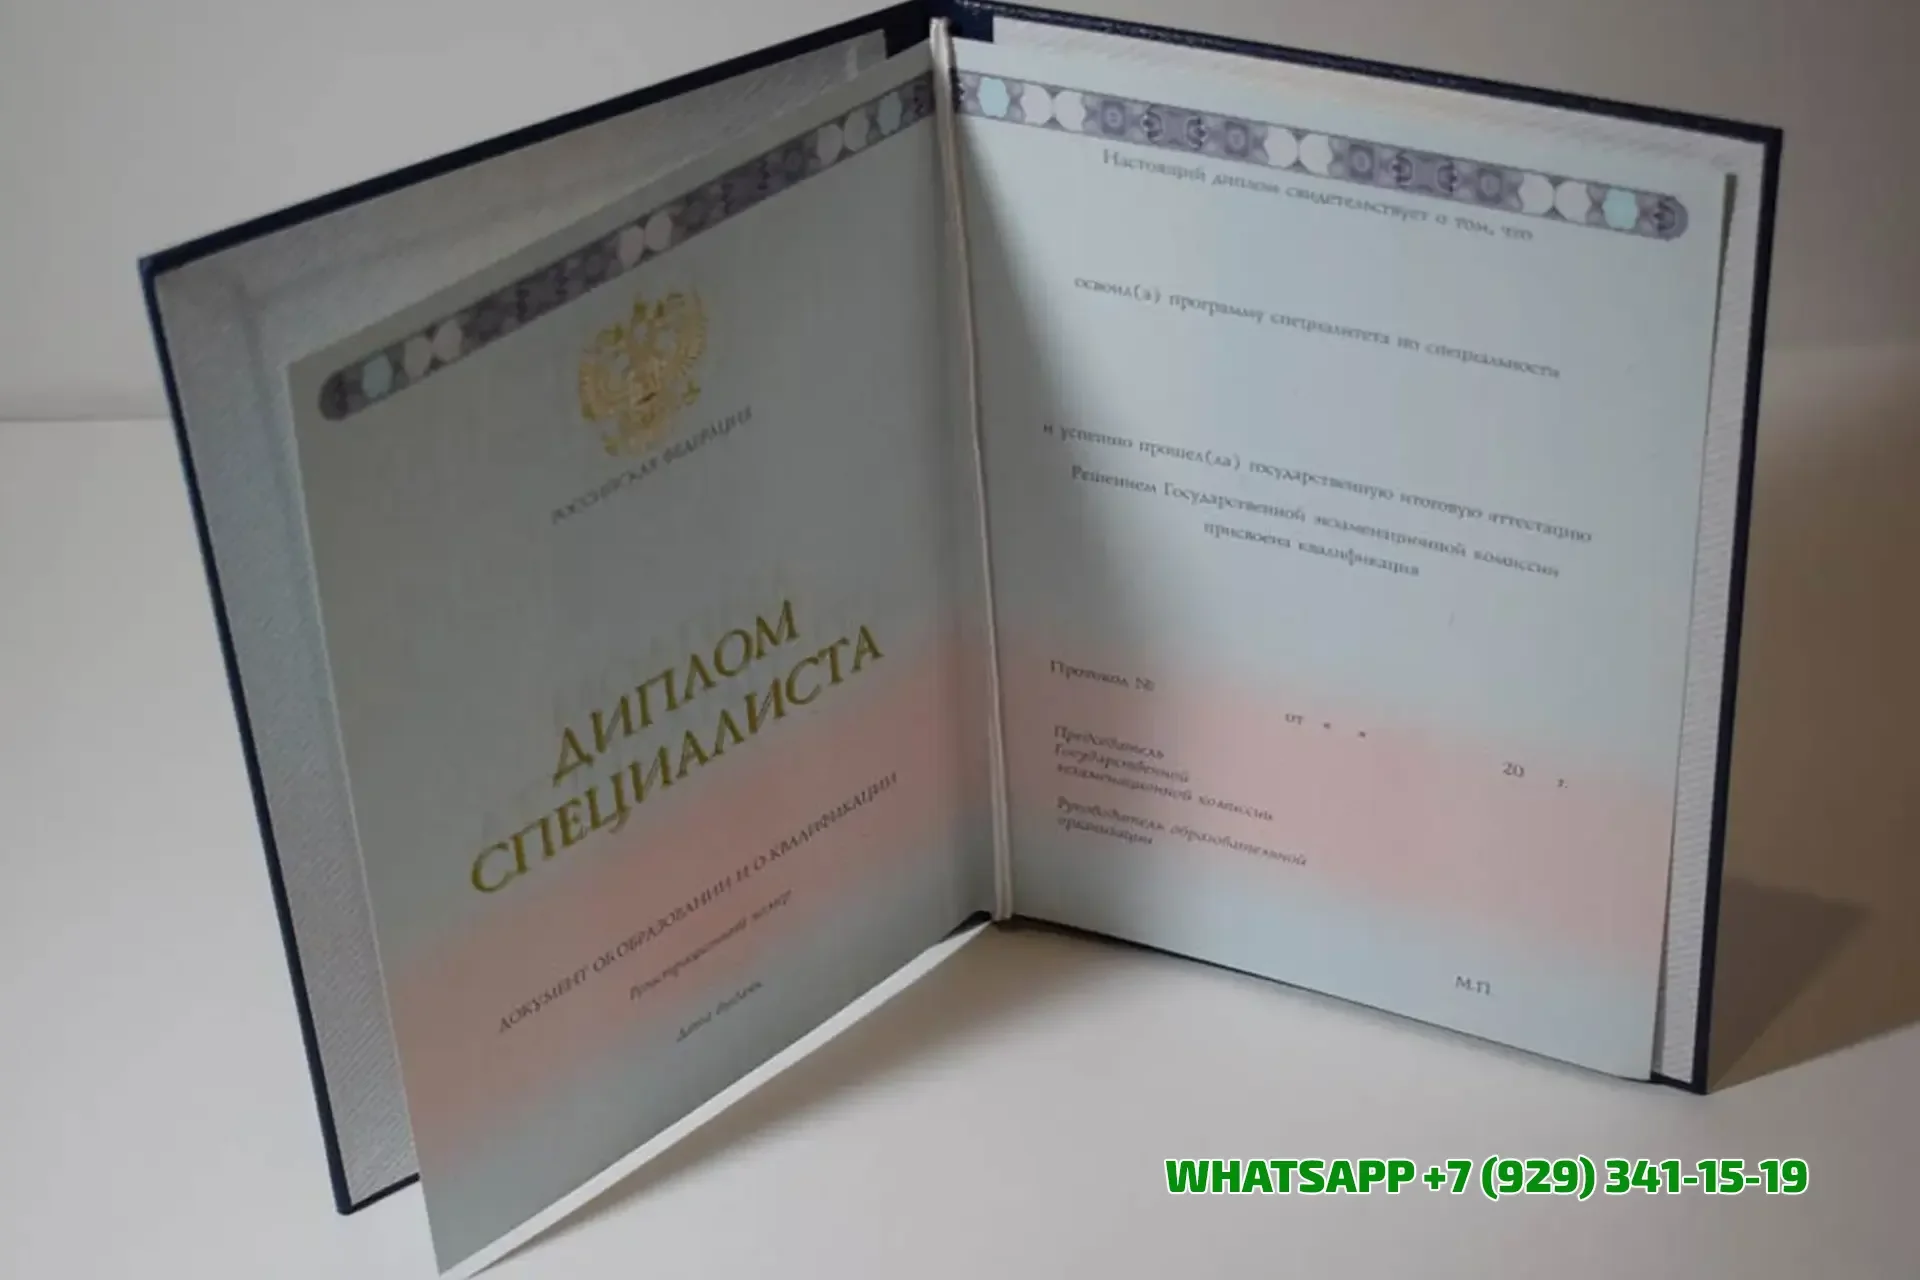 РОССИЙСКАЯ ФЕДЕРАЦИЯ
ДИПЛОМ
СПЕЦИАЛИСТА
ДОКУМЕНТ ОБ ОБРАЗОВАНИИ И О КВАЛИФИКАЦИИ
Регистрационный номер
Дата выдачи
Настоящий диплом свидетельствует о том, что
освоил(а) программу специалитета по специальности
и успешно прошел(ла) государственную итоговую аттестацию
Решением Государственной экзаменационной комиссии
присвоена квалификация
Протокол №
от « »
20 г.
Председатель
Государственной
экзаменационной комиссии
Руководитель образовательной
организации
М.П.
WHATSAPP +7 (929) 341-15-19